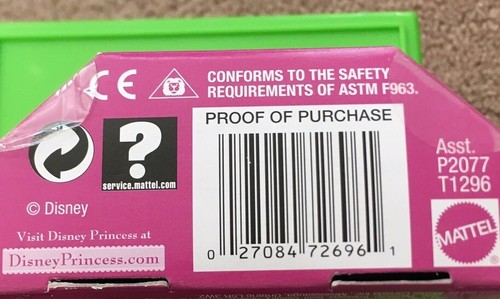 CE
CONFORMS TO THE SAFETY
REQUIREMENTS OF ASTM F963.
PROOF OF PURCHASE
?
service.mattel.com
Asst.
P2077
T1296
© Disney
Visit Disney Princess at
DisneyPrincess.com
0 27084 72696 1
MATTEL